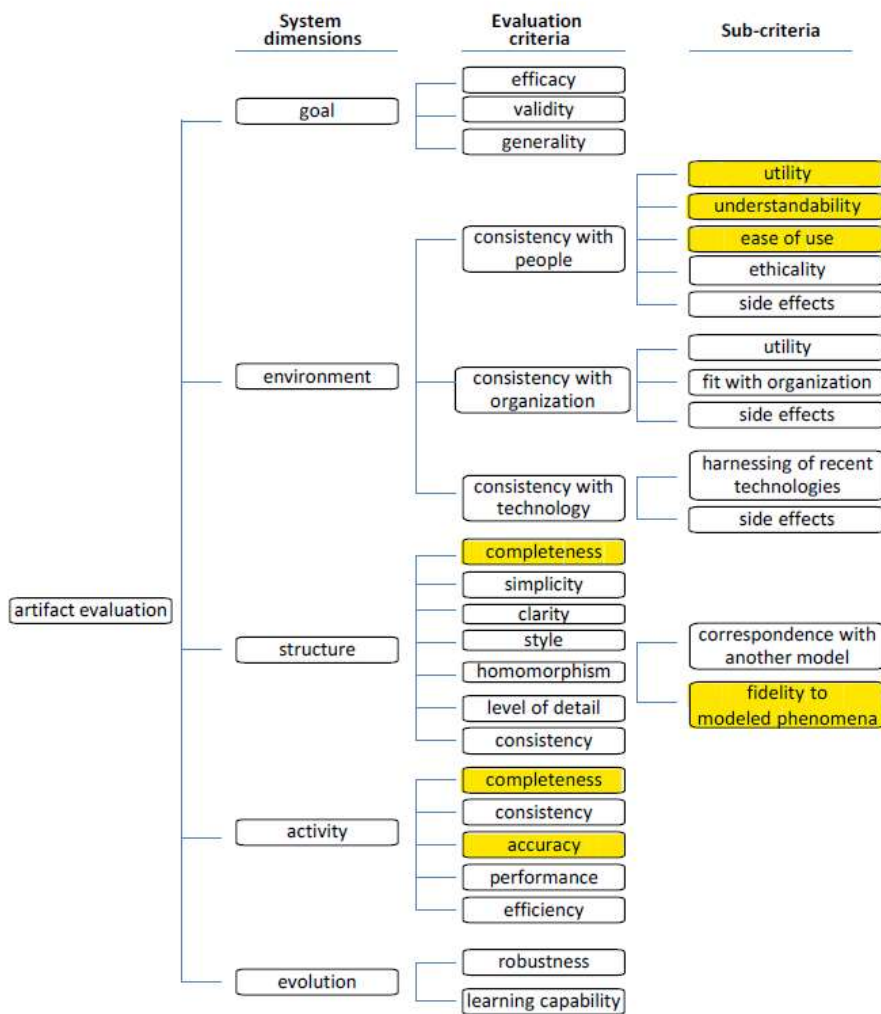 System
dimensions
Evaluation
criteria
Sub-criteria
goal
efficacy
validity
generality
environment
consistency with
people
utility
understandability
ease of use
ethicality
side effects
consistency with
organization
utility
fit with organization
side effects
consistency with
technology
harnessing of recent
technologies
side effects
artifact evaluation
structure
completeness
simplicity
clarity
style
homomorphism
level of detail
consistency
correspondence with
another model
fidelity to
modeled phenomena
activity
completeness
consistency
accuracy
performance
efficiency
evolution
robustness
learning capability